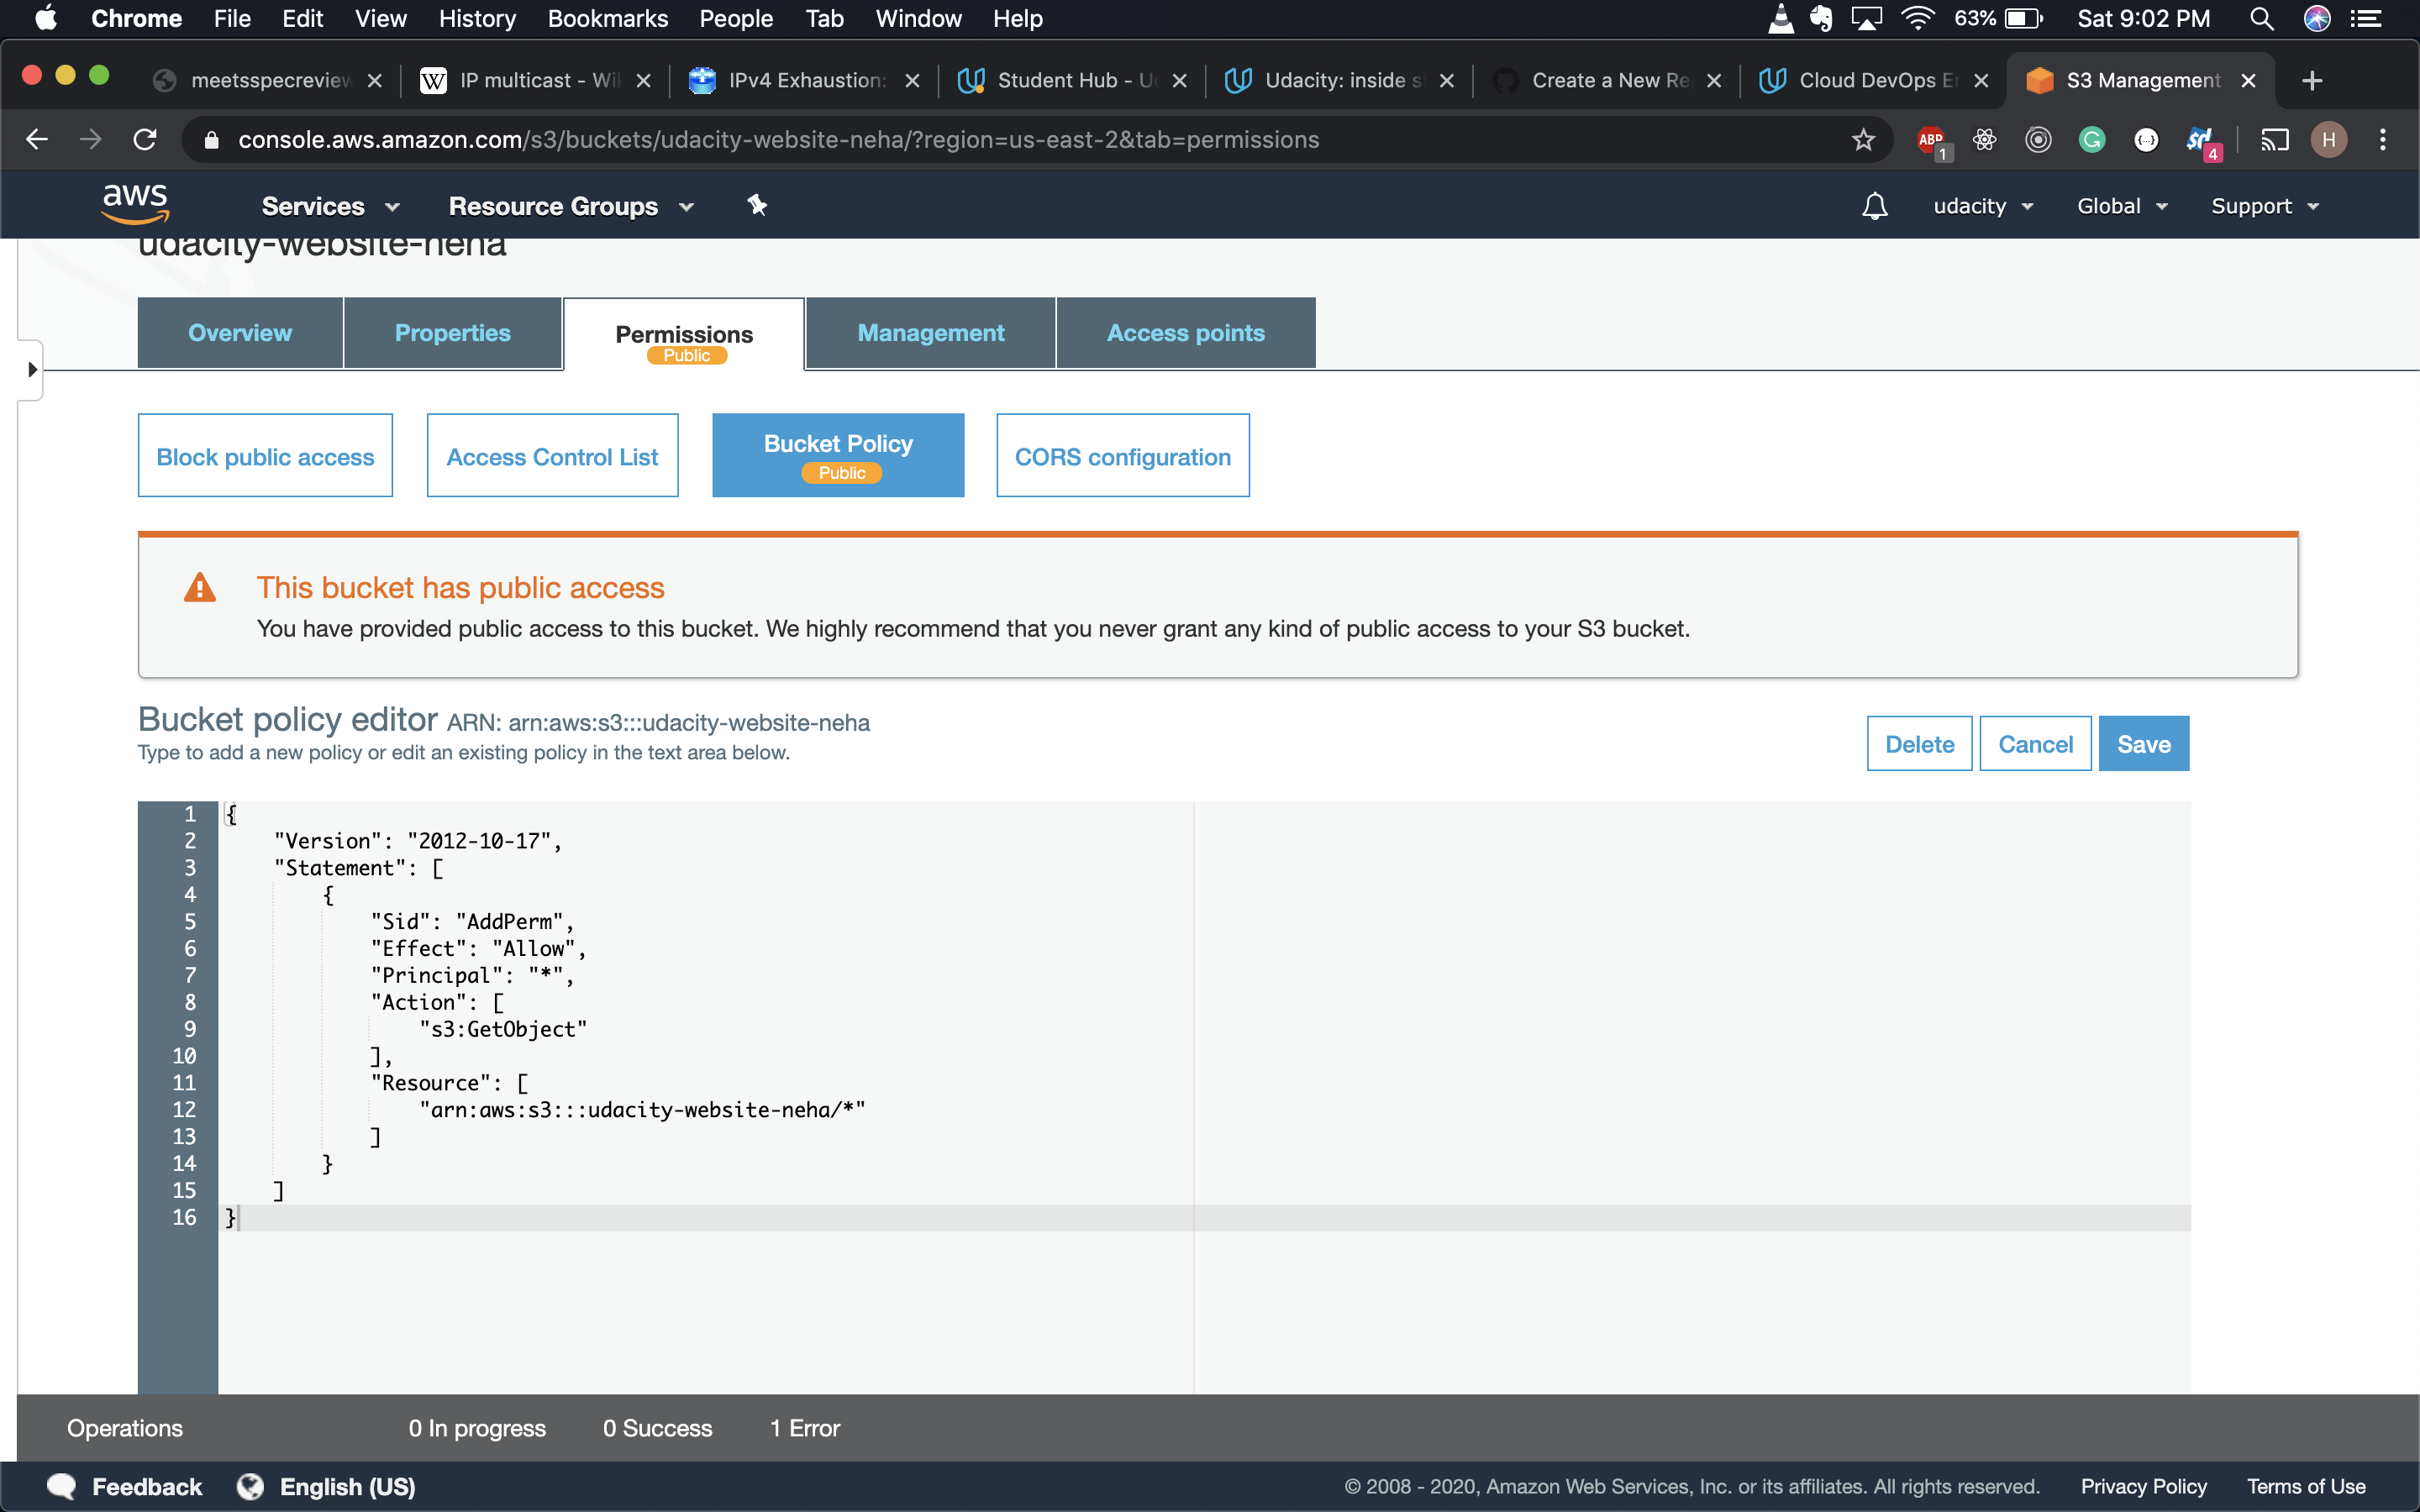 Chrome File Edit View History Bookmarks People Tab Window Help 63% Sat 9:02 PM
meetsspecreview IP multicast - Wik IPv4 Exhaustion: Student Hub - U Udacity: inside s Create a New Re Cloud DevOps E S3 Management
console.aws.amazon.com/s3/buckets/udacity-website-neha/?region=us-east-2&tab=permissions ABP 1 G 4 H
aws Services Resource Groups udacity Global Support
udacity-website-neha
Overview Properties Permissions Management Access points
Public
Block public access Access Control List Bucket Policy CORS configuration
Public
This bucket has public access
You have provided public access to this bucket. We highly recommend that you never grant any kind of public access to your S3 bucket.
Bucket policy editor ARN: arn:aws:s3:::udacity-website-neha
Type to add a new policy or edit an existing policy in the text area below.
Delete Cancel Save
1 {
2 "Version": "2012-10-17",
3 "Statement": [
4 {
5 "Sid": "AddPerm",
6 "Effect": "Allow",
7 "Principal": "*",
8 "Action": [
9 "s3:GetObject"
10 ],
11 "Resource": [
12 "arn:aws:s3:::udacity-website-neha/*"
13 ]
14 }
15 ]
16 }
Operations 0 In progress 0 Success 1 Error
Feedback English (US) © 2008 - 2020, Amazon Web Services, Inc. or its affiliates. All rights reserved. Privacy Policy Terms of Use